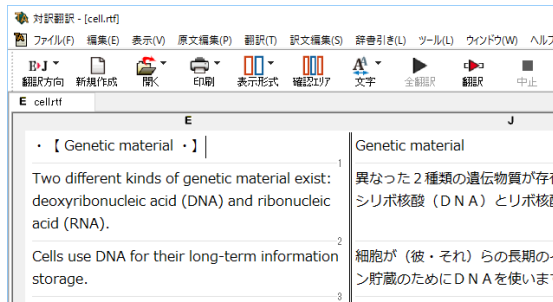 対訳翻訳 - [cell.rtf]
ファイル(F) 編集(E) 表示(V) 原文編集(P) 翻訳(T) 訳文編集(S) 辞書引き(L) ツール(L) ウィンドウ(W) ヘルプ
E›J
翻訳方向 新規作成 開く 印刷 表示形式 確認エリア 文字 全翻訳 翻訳 中止
E cell.rtf
E J
・【 Genetic material ・】 Genetic material
1
Two different kinds of genetic material exist: 異なった２種類の遺伝物質が存
deoxyribonucleic acid (DNA) and ribonucleic シリボ核酸（ＤＮＡ）とリボ核
acid (RNA).
2
Cells use DNA for their long-term information 細胞が（彼・それ）らの長期の
storage. ン貯蔵のためにＤＮＡを使いま
3